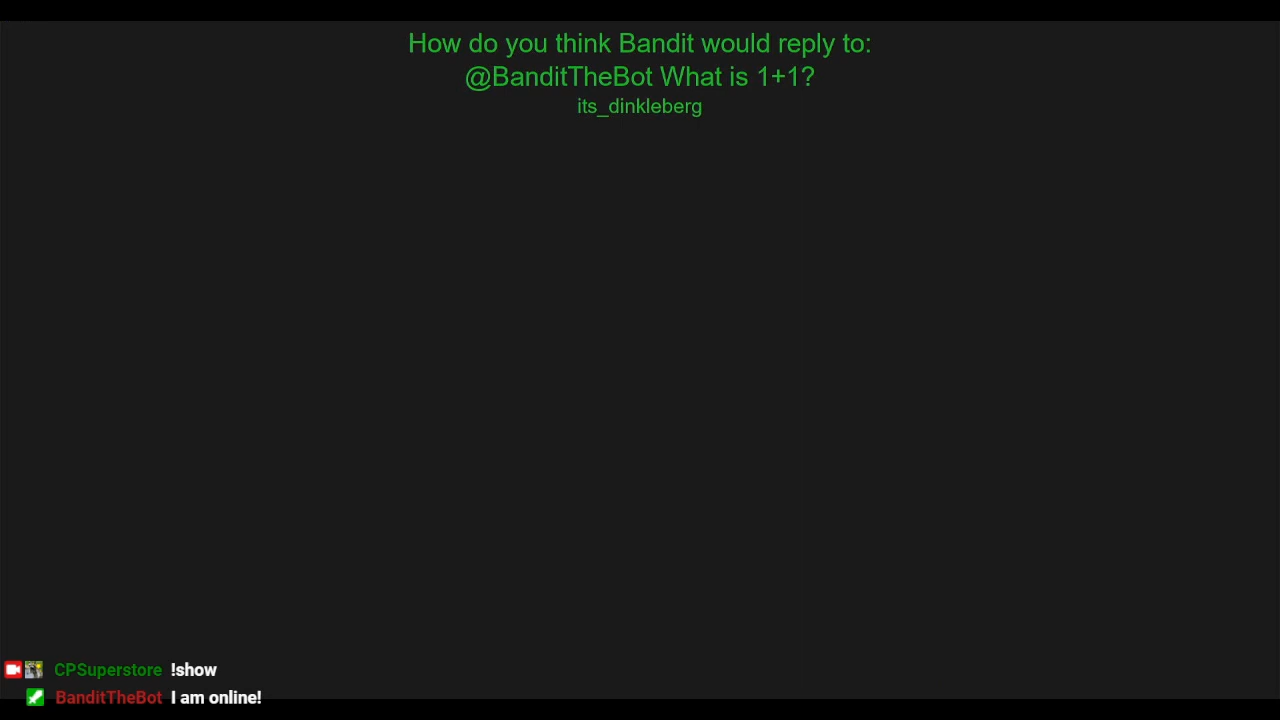 How do you think Bandit would reply to:
@BanditTheBot What is 1+1?
its_dinkleberg
CPSuperstore !show
BanditTheBot I am online!